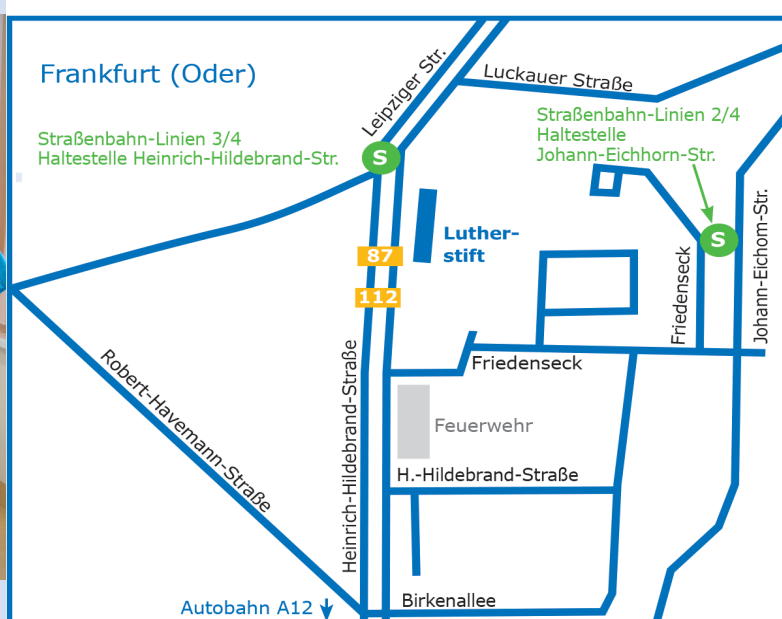 Frankfurt (Oder)
Leipziger Str.
Luckauer Straße
Straßenbahn-Linien 2/4
Haltestelle
Johann-Eichhorn-Str.
Straßenbahn-Linien 3/4
Haltestelle Heinrich-Hildebrand-Str.
S
S
Luther-
stift
87
112
Friedenseck
Johann-Eichorn-Str.
Robert-Havemann-Straße
Heinrich-Hildebrand-Straße
Friedenseck
Feuerwehr
H.-Hildebrand-Straße
Birkenallee
Autobahn A12